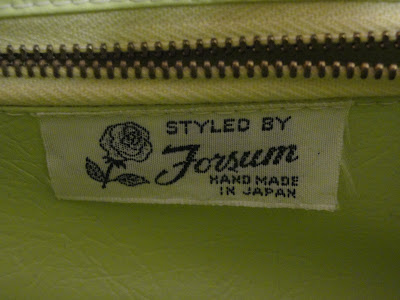 STYLED BY
Forsum
HAND MADE
IN JAPAN